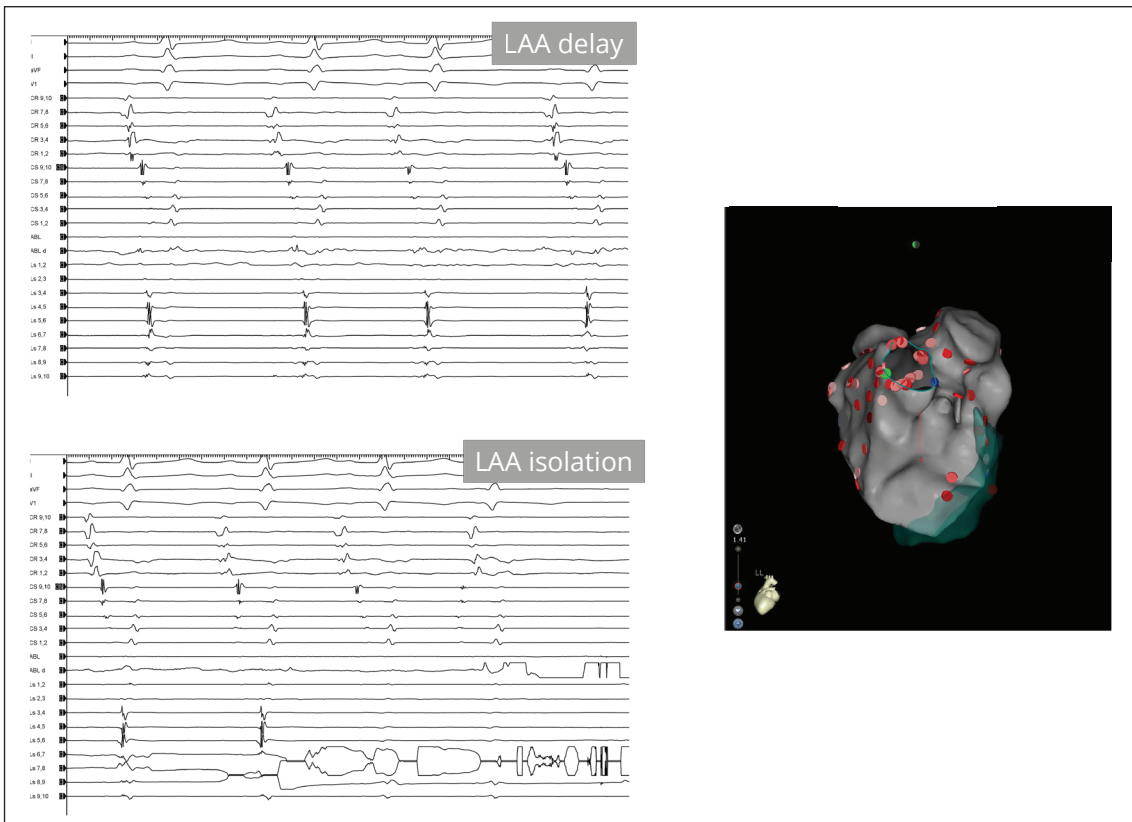 LAA delay
I
II
aVF
V1
CR 9,10
CR 7,8
CR 5,6
CR 3,4
CR 1,2
CS 9,10
CS 7,8
CS 5,6
CS 3,4
CS 1,2
ABL
ABL d
Ls 1,2
Ls 2,3
Ls 3,4
Ls 4,5
Ls 5,6
Ls 6,7
Ls 7,8
Ls 8,9
Ls 9,10
LAA isolation
I
II
aVF
V1
CR 9,10
CR 7,8
CR 5,6
CR 3,4
CR 1,2
CS 9,10
CS 7,8
CS 5,6
CS 3,4
CS 1,2
ABL
ABL d
Ls 1,2
Ls 2,3
Ls 3,4
Ls 4,5
Ls 5,6
Ls 6,7
Ls 7,8
Ls 8,9
Ls 9,10
1.41
LL